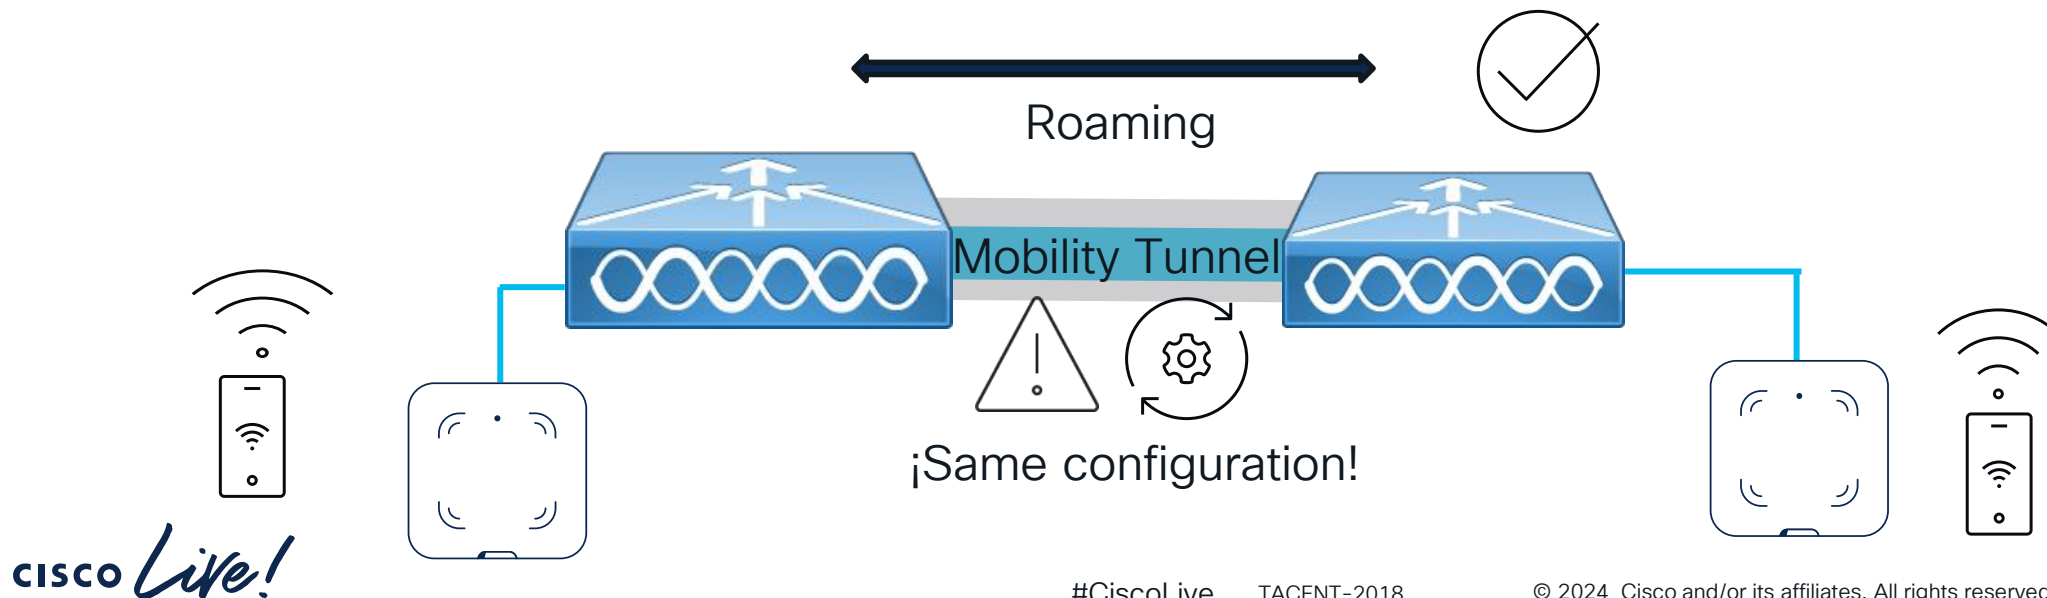 Roaming
Mobility Tunnel
¡Same configuration!
CISCO Live!
#CiscoLive TACENT-2018 © 2024 Cisco and/or its affiliates. All rights reserved